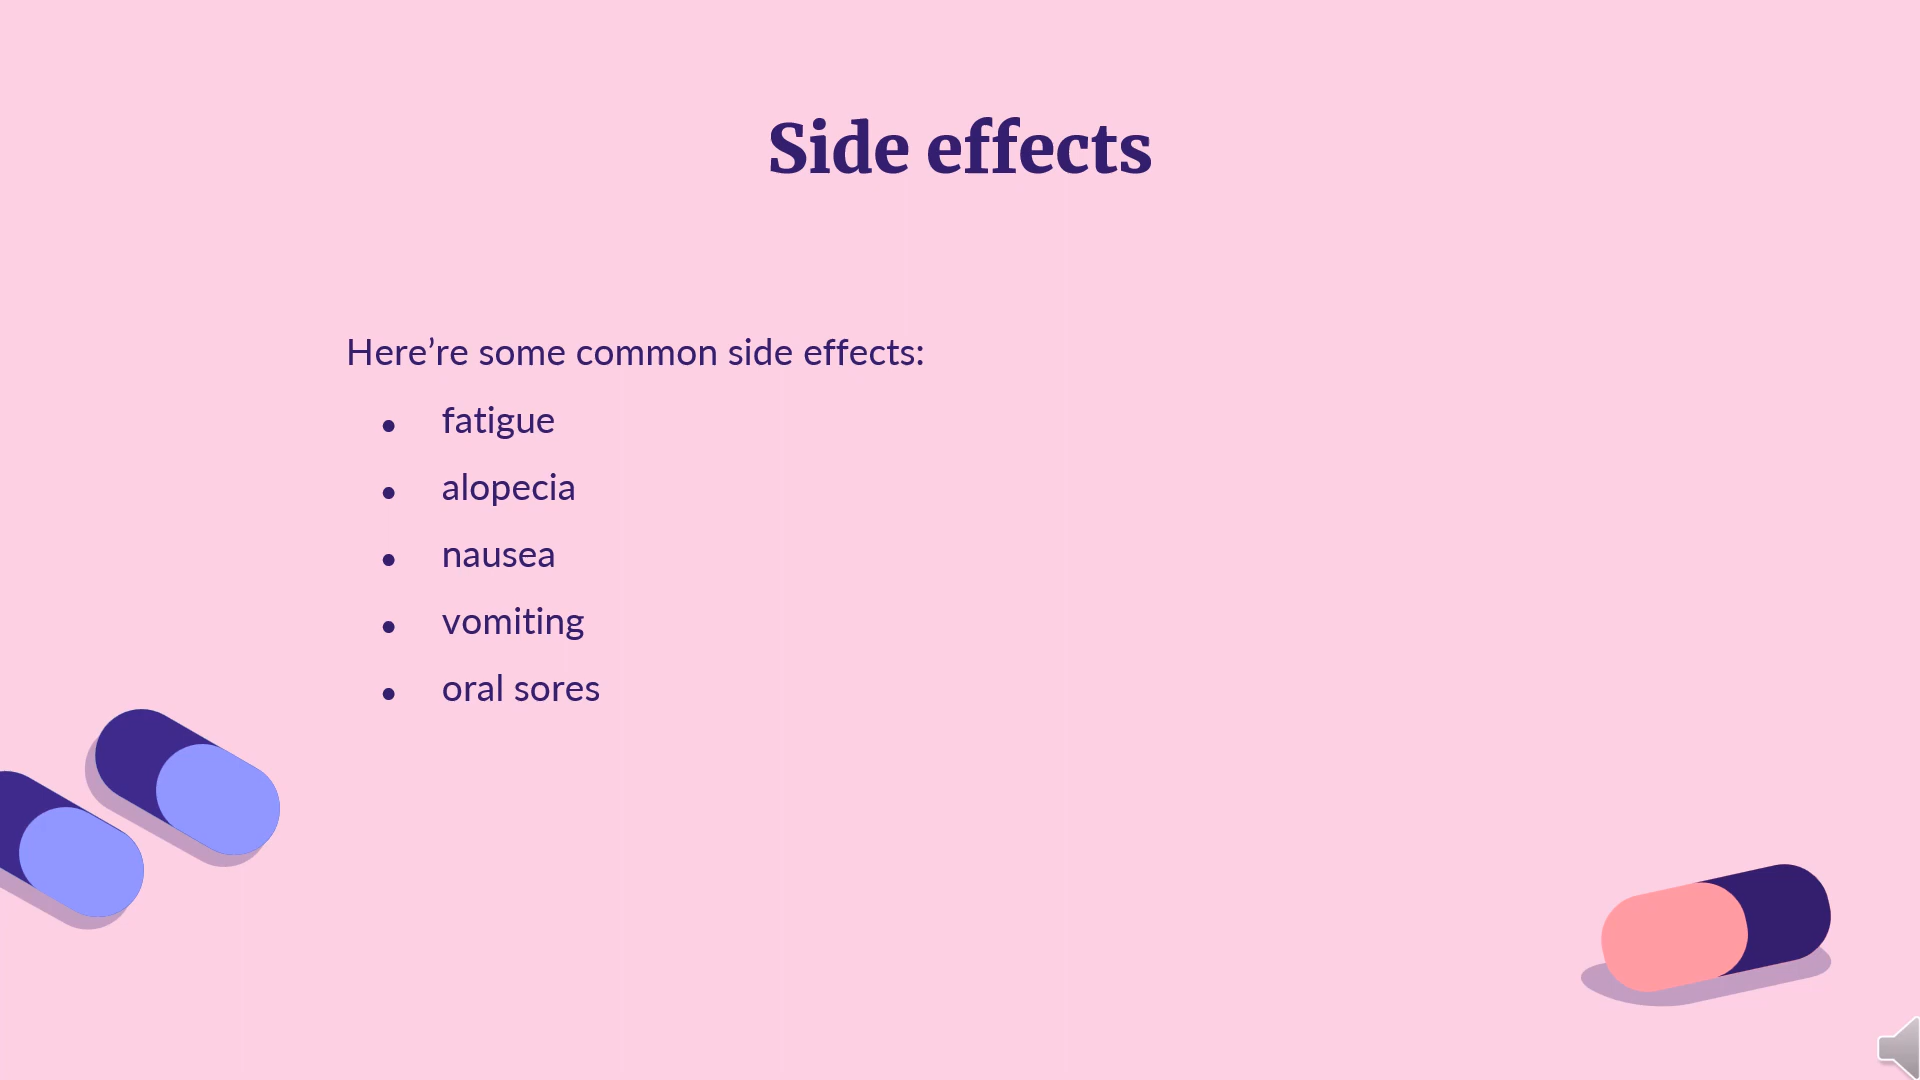 Side effects
Here’re some common side effects:
● fatigue
● alopecia
● nausea
● vomiting
● oral sores